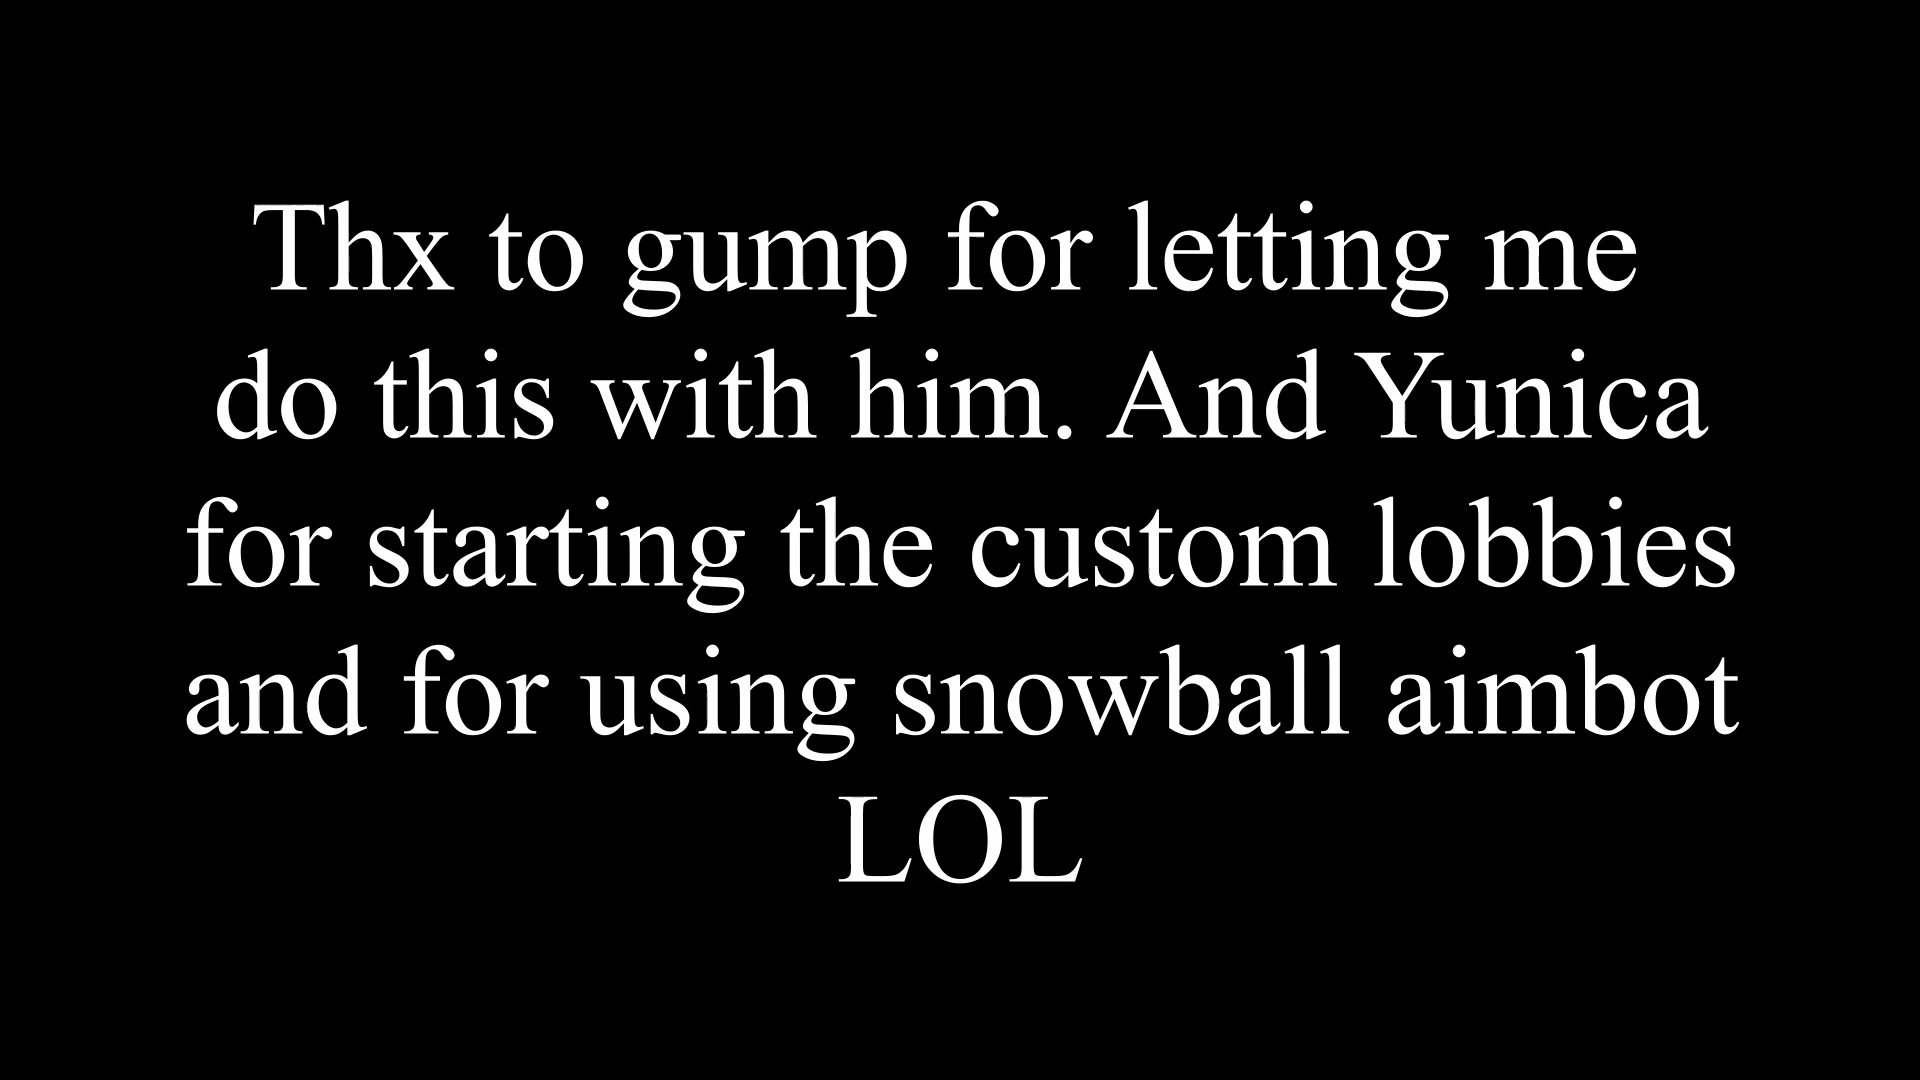 Thx to gump for letting me
do this with him. And Yunica
for starting the custom lobbies
and for using snowball aimbot
LOL